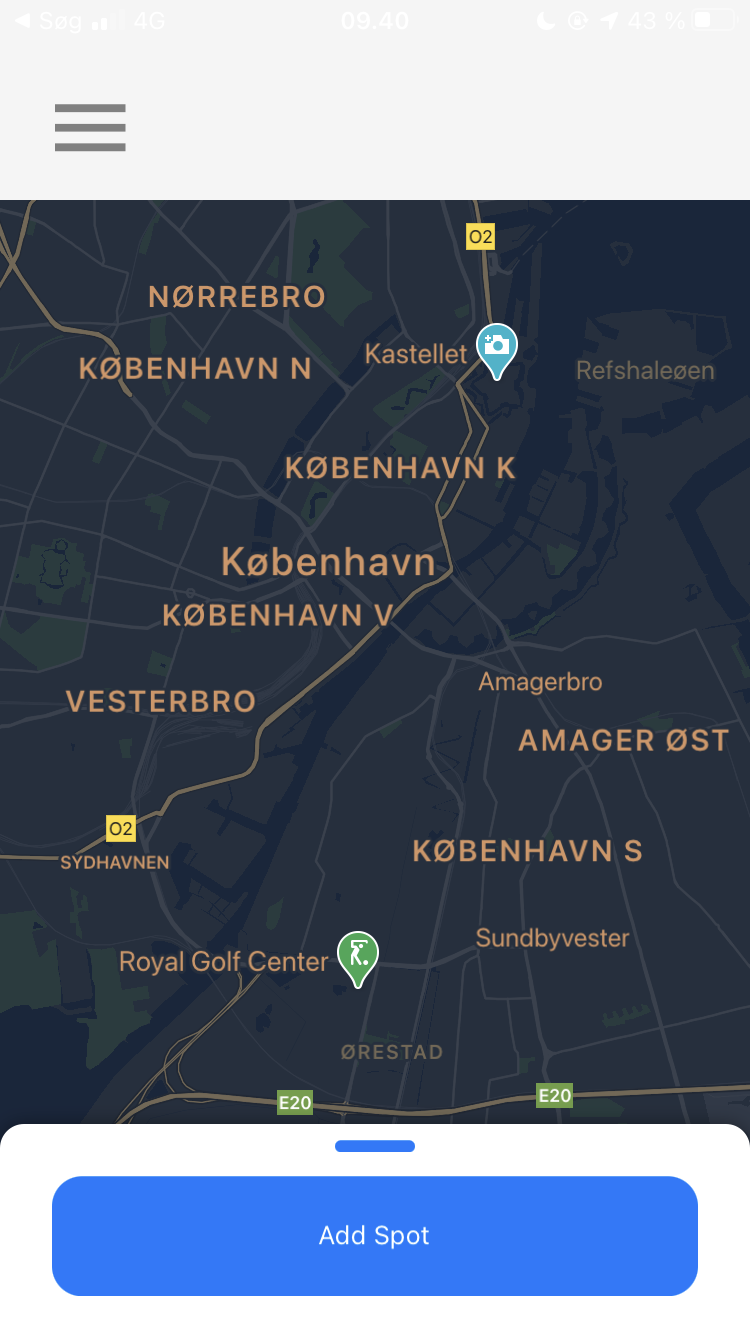 Søg 4G 09.40 43 %
O2
NØRREBRO
Kastellet
KØBENHAVN N
Refshaleøen
KØBENHAVN K
København
KØBENHAVN V
Amagerbro
VESTERBRO
AMAGER ØST
O2
KØBENHAVN S
SYDHAVNEN
Sundbyvester
Royal Golf Center
ØRESTAD
E20
E20
Add Spot